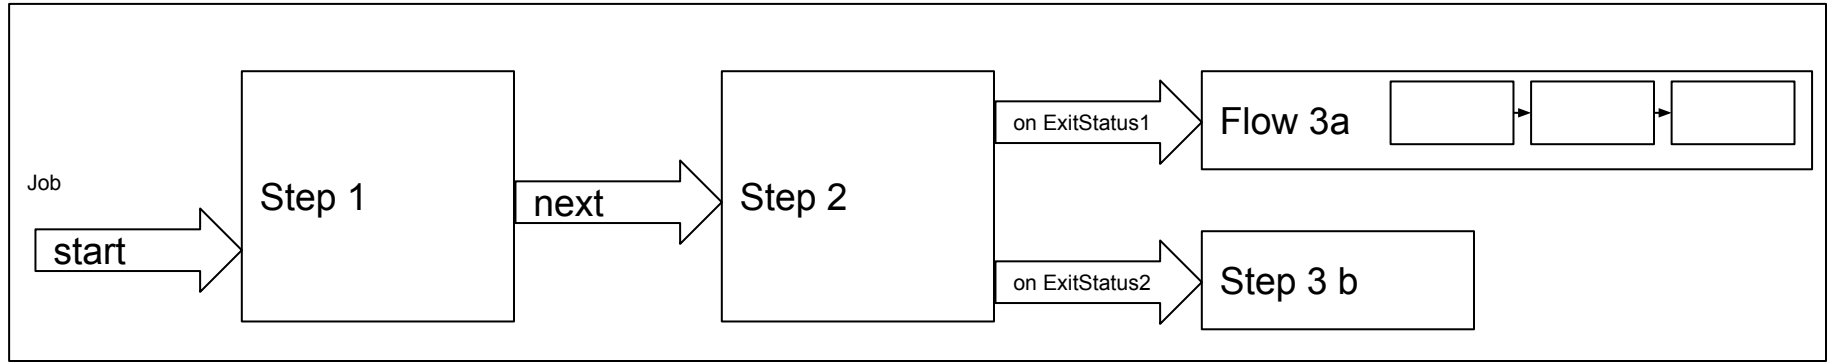 Job
start
Step 1
next
Step 2
on ExitStatus1
Flow 3a
on ExitStatus2
Step 3 b